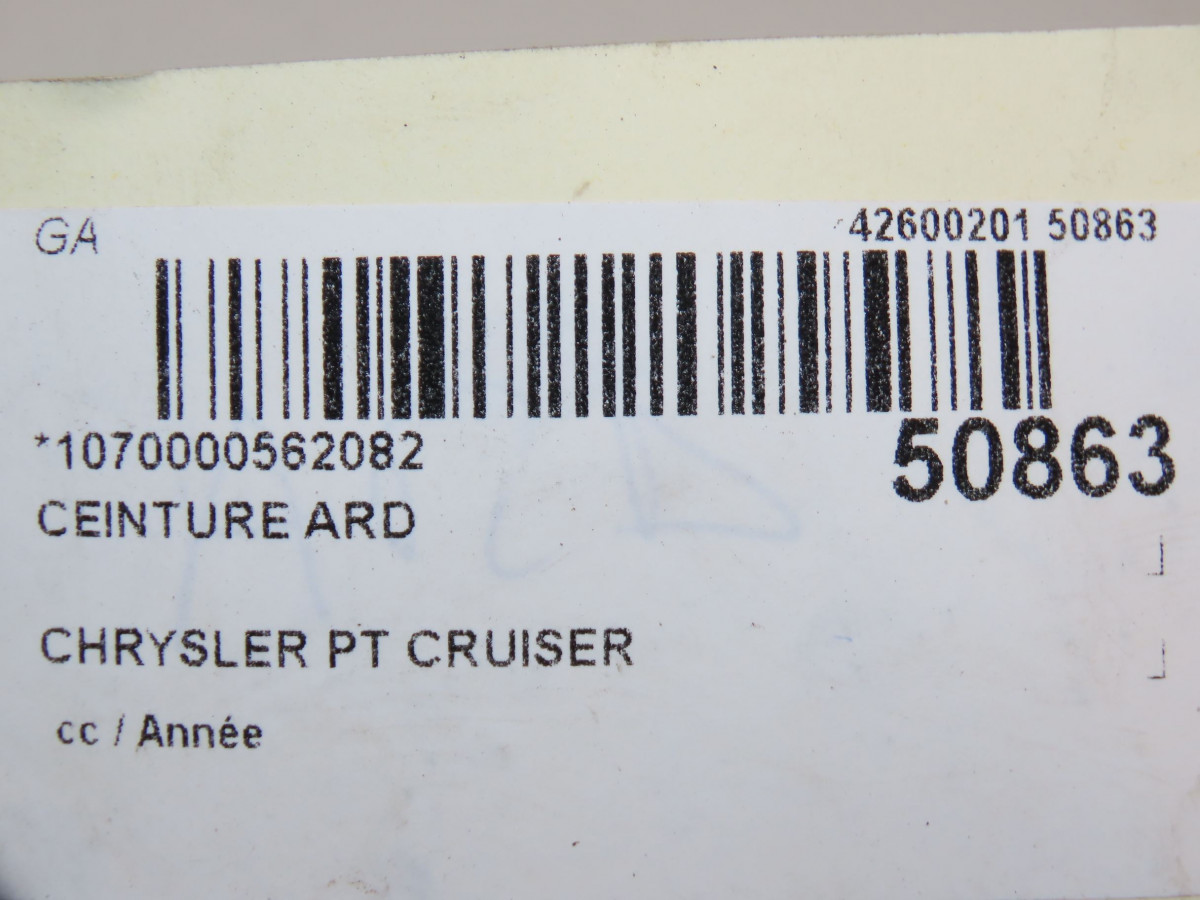 GA
42600201 50863
*1070000562082
50863
CEINTURE ARD
CHRYSLER PT CRUISER
cc / Année